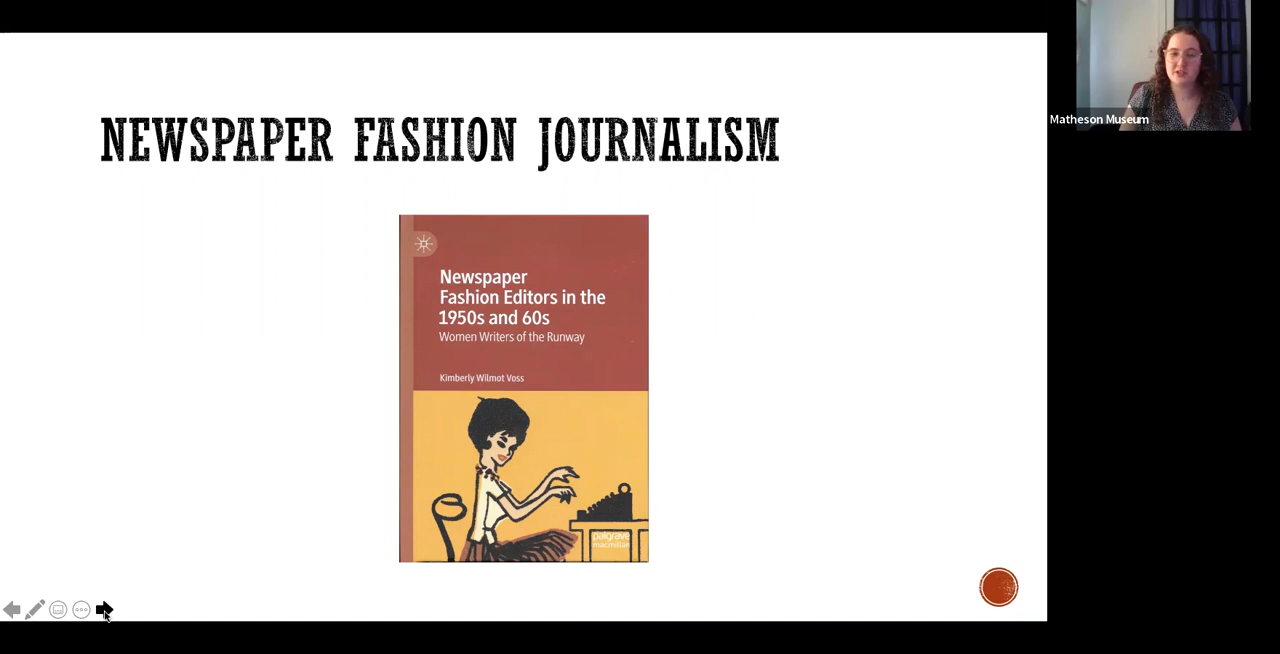 NEWSPAPER FASHION JOURNALISM
Matheson Museum
Newspaper
Fashion Editors in the
1950s and 60s
Women Writers of the Runway
Kimberly Wilmot Voss
palgrave
macmillan